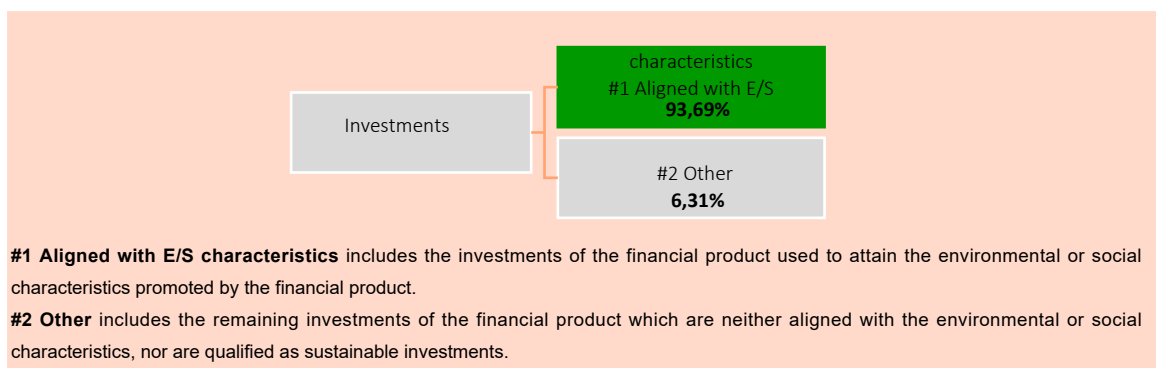 characteristics
#1 Aligned with E/S
93,69%
Investments
#2 Other
6,31%
#1 Aligned with E/S characteristics includes the investments of the financial product used to attain the environmental or social
characteristics promoted by the financial product.
#2 Other includes the remaining investments of the financial product which are neither aligned with the environmental or social
characteristics, nor are qualified as sustainable investments.